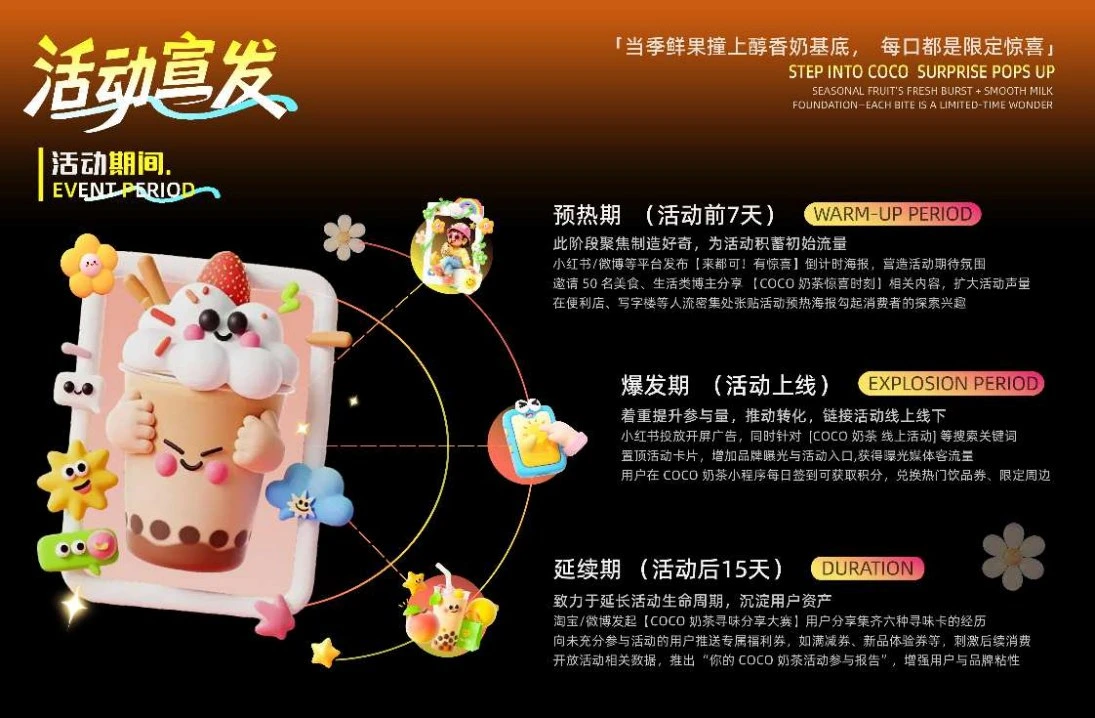 活动宣发
「当季鲜果撞上醇香奶基底， 每口都是限定惊喜」
STEP INTO COCO SURPRISE POPS UP
SEASONAL FRUIT'S FRESH BURST + SMOOTH MILK
FOUNDATION—EACH BITE IS A LIMITED-TIME WONDER
活动期间.
EVENT PERIOD
预热期 （活动前7天） WARM-UP PERIOD
此阶段聚焦制造好奇，为活动积蓄初始流量
小红书/微博等平台发布【来都可！有惊喜】倒计时海报，营造活动期待氛围
邀请 50 名美食、生活类博主分享 【COCO 奶茶惊喜时刻】相关内容，扩大活动声量
在便利店、写字楼等人流密集处张贴活动预热海报勾起消费者的探索兴趣
爆发期 （活动上线） EXPLOSION PERIOD
着重提升参与量，推动转化，链接活动线上线下
小红书投放开屏广告，同时针对 [COCO 奶茶 线上活动] 等搜索关键词
置顶活动卡片，增加品牌曝光与活动入口,获得曝光媒体客流量
用户在 COCO 奶茶小程序每日签到可获取积分，兑换热门饮品券、限定周边
延续期 （活动后15天） DURATION
致力于延长活动生命周期，沉淀用户资产
淘宝/微博发起【COCO 奶茶寻味分享大赛】用户分享集齐六种寻味卡的经历
向未充分参与活动的用户推送专属福利券，如满减券、新品体验券等，刺激后续消费
开放活动相关数据，推出“你的 COCO 奶茶活动参与报告”，增强用户与品牌粘性